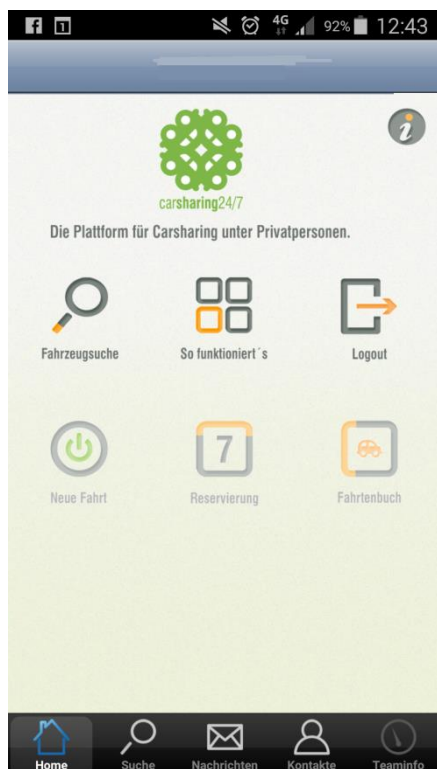 f 1 4G 92% 12:43
i
carsharing24/7
Die Plattform für Carsharing unter Privatpersonen.
Fahrzeugsuche So funktioniert´s Logout
7
Neue Fahrt Reservierung Fahrtenbuch
Home Suche Nachrichten Kontakte Teaminfo